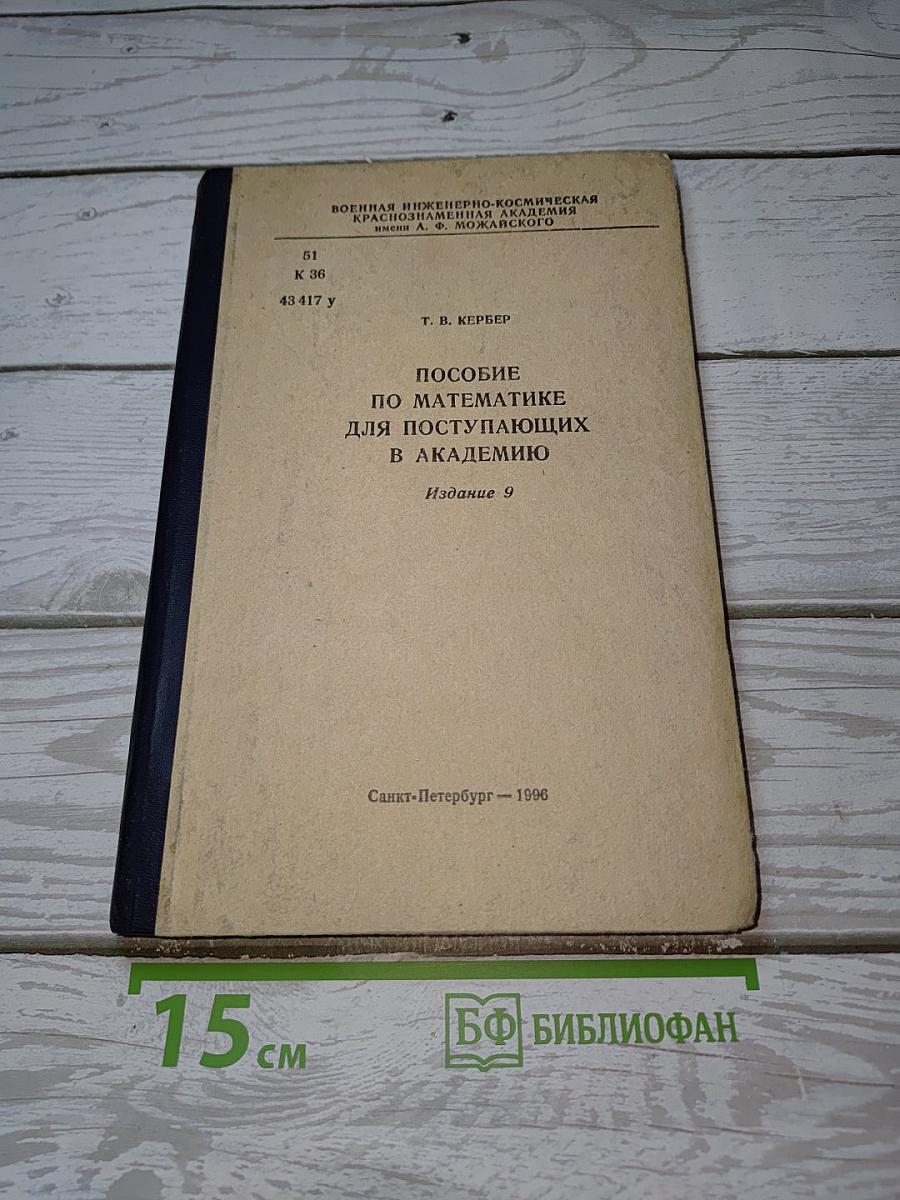 ВОЕННАЯ ИНЖЕНЕРНО-КОСМИЧЕСКАЯ
КРАСНОЗНАМЕННАЯ АКАДЕМИЯ
имени А. Ф. МОЖАЙСКОГО
51
К 36
43 417 у
Т. В. КЕРБЕР
ПОСОБИЕ
ПО МАТЕМАТИКЕ
ДЛЯ ПОСТУПАЮЩИХ
В АКАДЕМИЮ
Издание 9
Санкт-Петербург — 1996
15 см
БФ БИБЛИОФАН